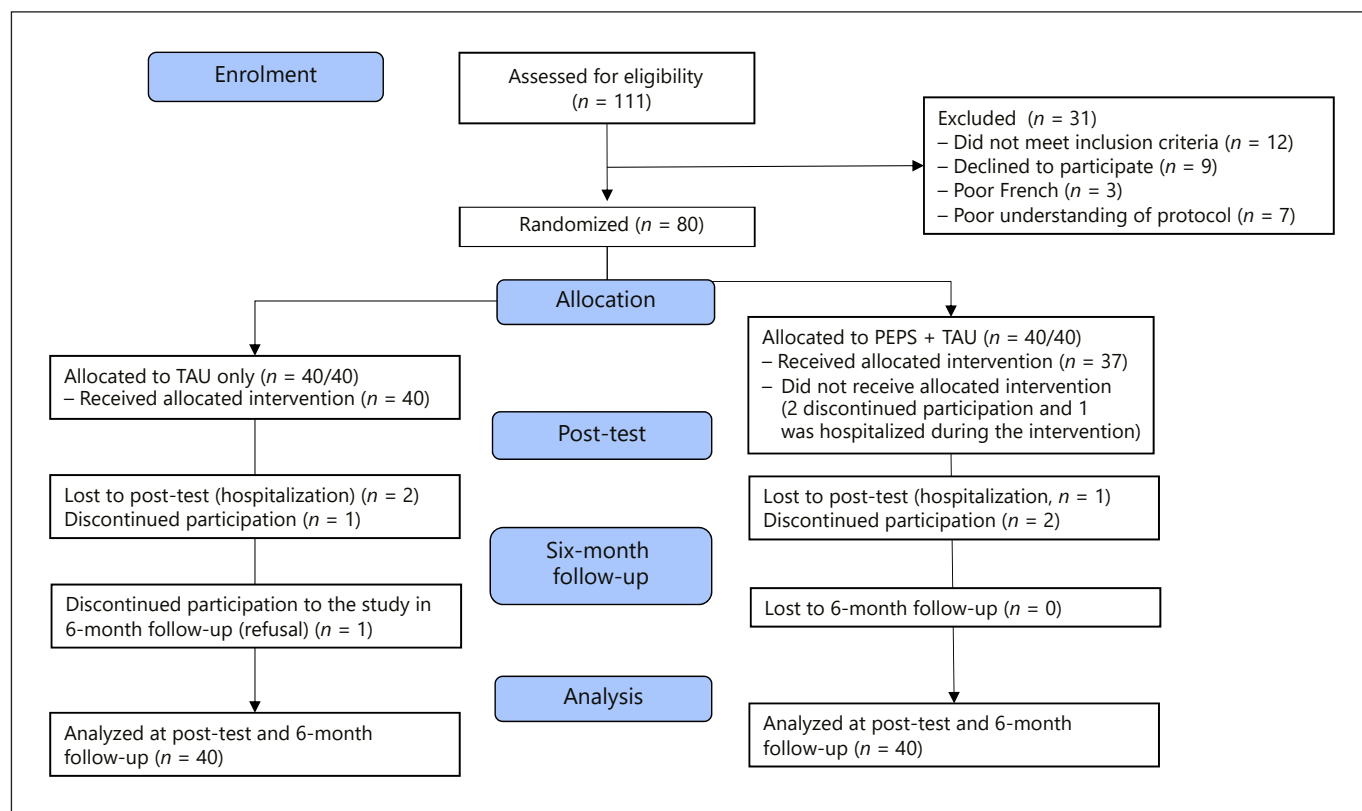 Enrolment
Assessed for eligibility
(n = 111)
Excluded (n = 31)
– Did not meet inclusion criteria (n = 12)
– Declined to participate (n = 9)
– Poor French (n = 3)
– Poor understanding of protocol (n = 7)
Randomized (n = 80)
Allocation
Allocated to TAU only (n = 40/40)
– Received allocated intervention (n = 40)
Allocated to PEPS + TAU (n = 40/40)
– Received allocated intervention (n = 37)
– Did not receive allocated intervention
(2 discontinued participation and 1
was hospitalized during the intervention)
Post-test
Lost to post-test (hospitalization) (n = 2)
Discontinued participation (n = 1)
Lost to post-test (hospitalization, n = 1)
Discontinued participation (n = 2)
Six-month
follow-up
Discontinued participation to the study in
6-month follow-up (refusal) (n = 1)
Lost to 6-month follow-up (n = 0)
Analysis
Analyzed at post-test and 6-month
follow-up (n = 40)
Analyzed at post-test and 6-month
follow-up (n = 40)